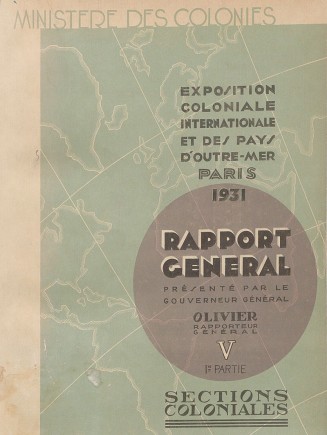 MINISTERE DES COLONIES
EXPOSITION
COLONIALE
INTERNATIONALE
ET DES PAYS
D'OUTRE-MER
PARIS
1931
RAPPORT
GENERAL
PRÉSENTÉ PAR LE
GOUVERNEUR GÉNÉRAL
OLIVIER
RAPPORTEUR
GÉNÉRAL
V
1re PARTIE
SECTIONS
COLONIALES